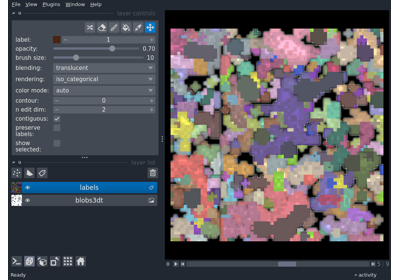 File View Plugins Window Help
layer controls
label: 1
opacity: 0.70
brush size: 10
blending: translucent
rendering: iso_categorical
color mode: auto
contour: 0
n edit dim: 2
contiguous:
preserve
labels:
show
selected:
layer list
labels
blobs3dt
Ready
activity